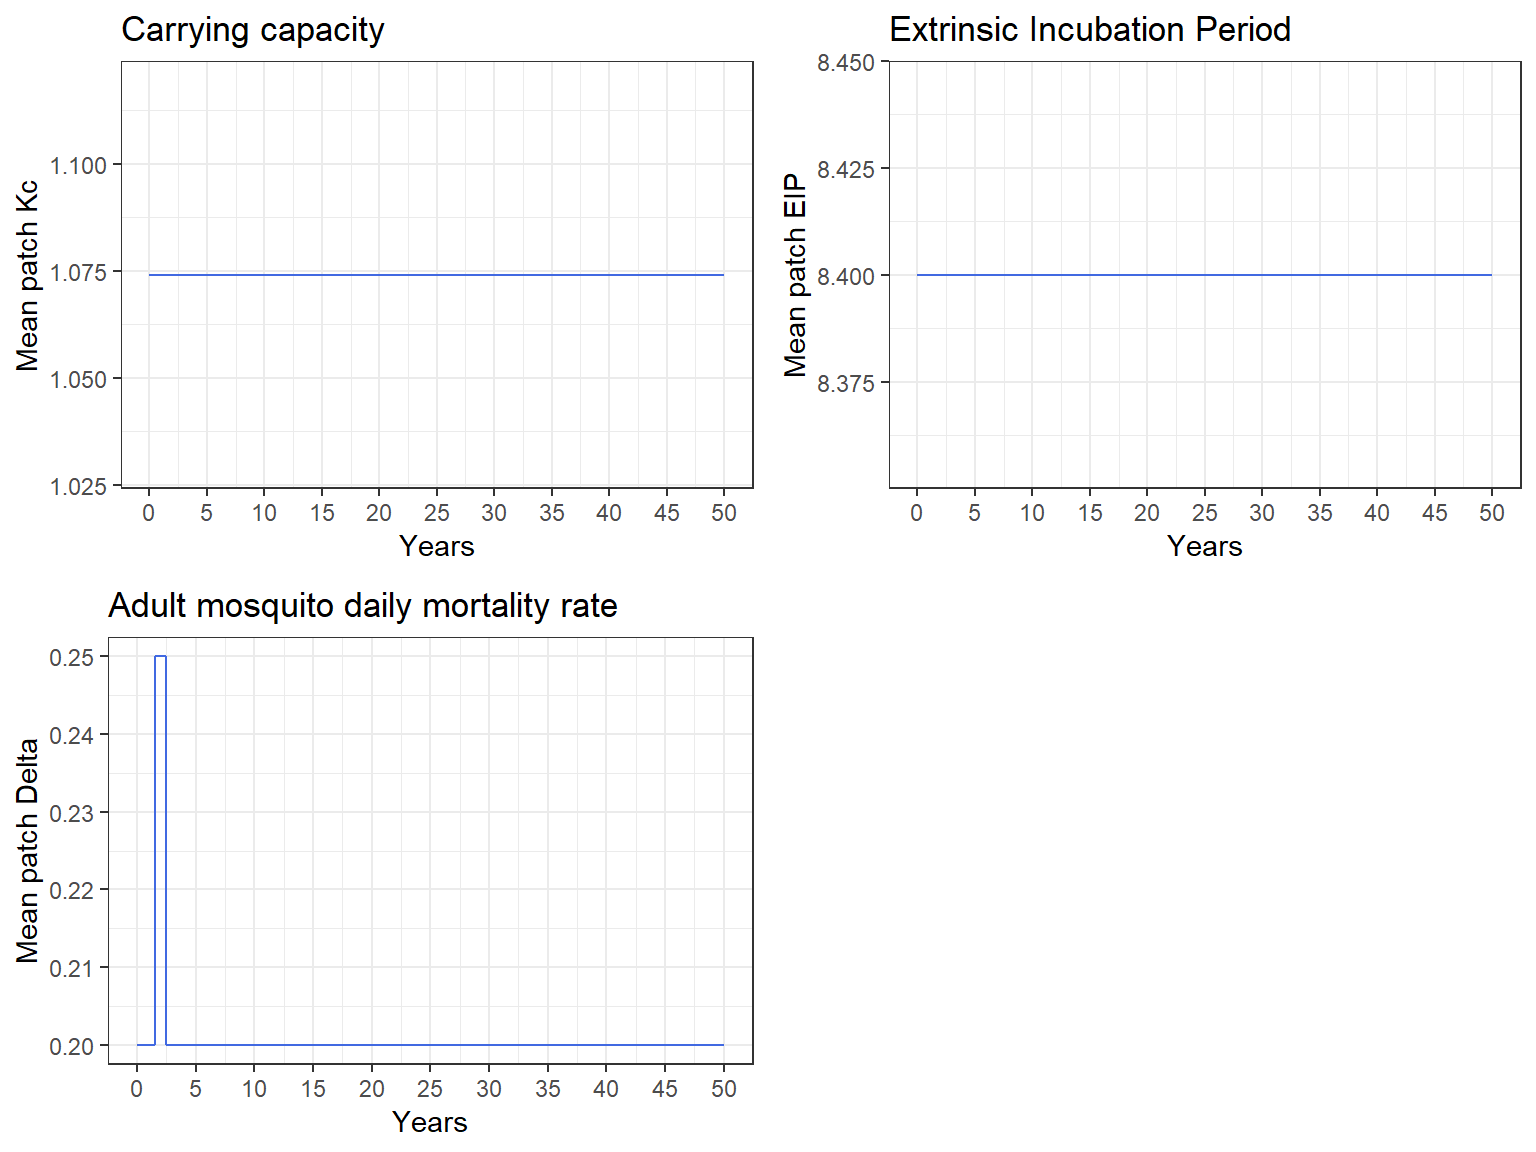 Carrying capacity
Mean patch Kc
1.100
1.075
1.050
1.025
0 5 10 15 20 25 30 35 40 45 50
Years
Extrinsic Incubation Period
Mean patch EIP
8.450
8.425
8.400
8.375
0 5 10 15 20 25 30 35 40 45 50
Years
Adult mosquito daily mortality rate
Mean patch Delta
0.25
0.24
0.23
0.22
0.21
0.20
0 5 10 15 20 25 30 35 40 45 50
Years